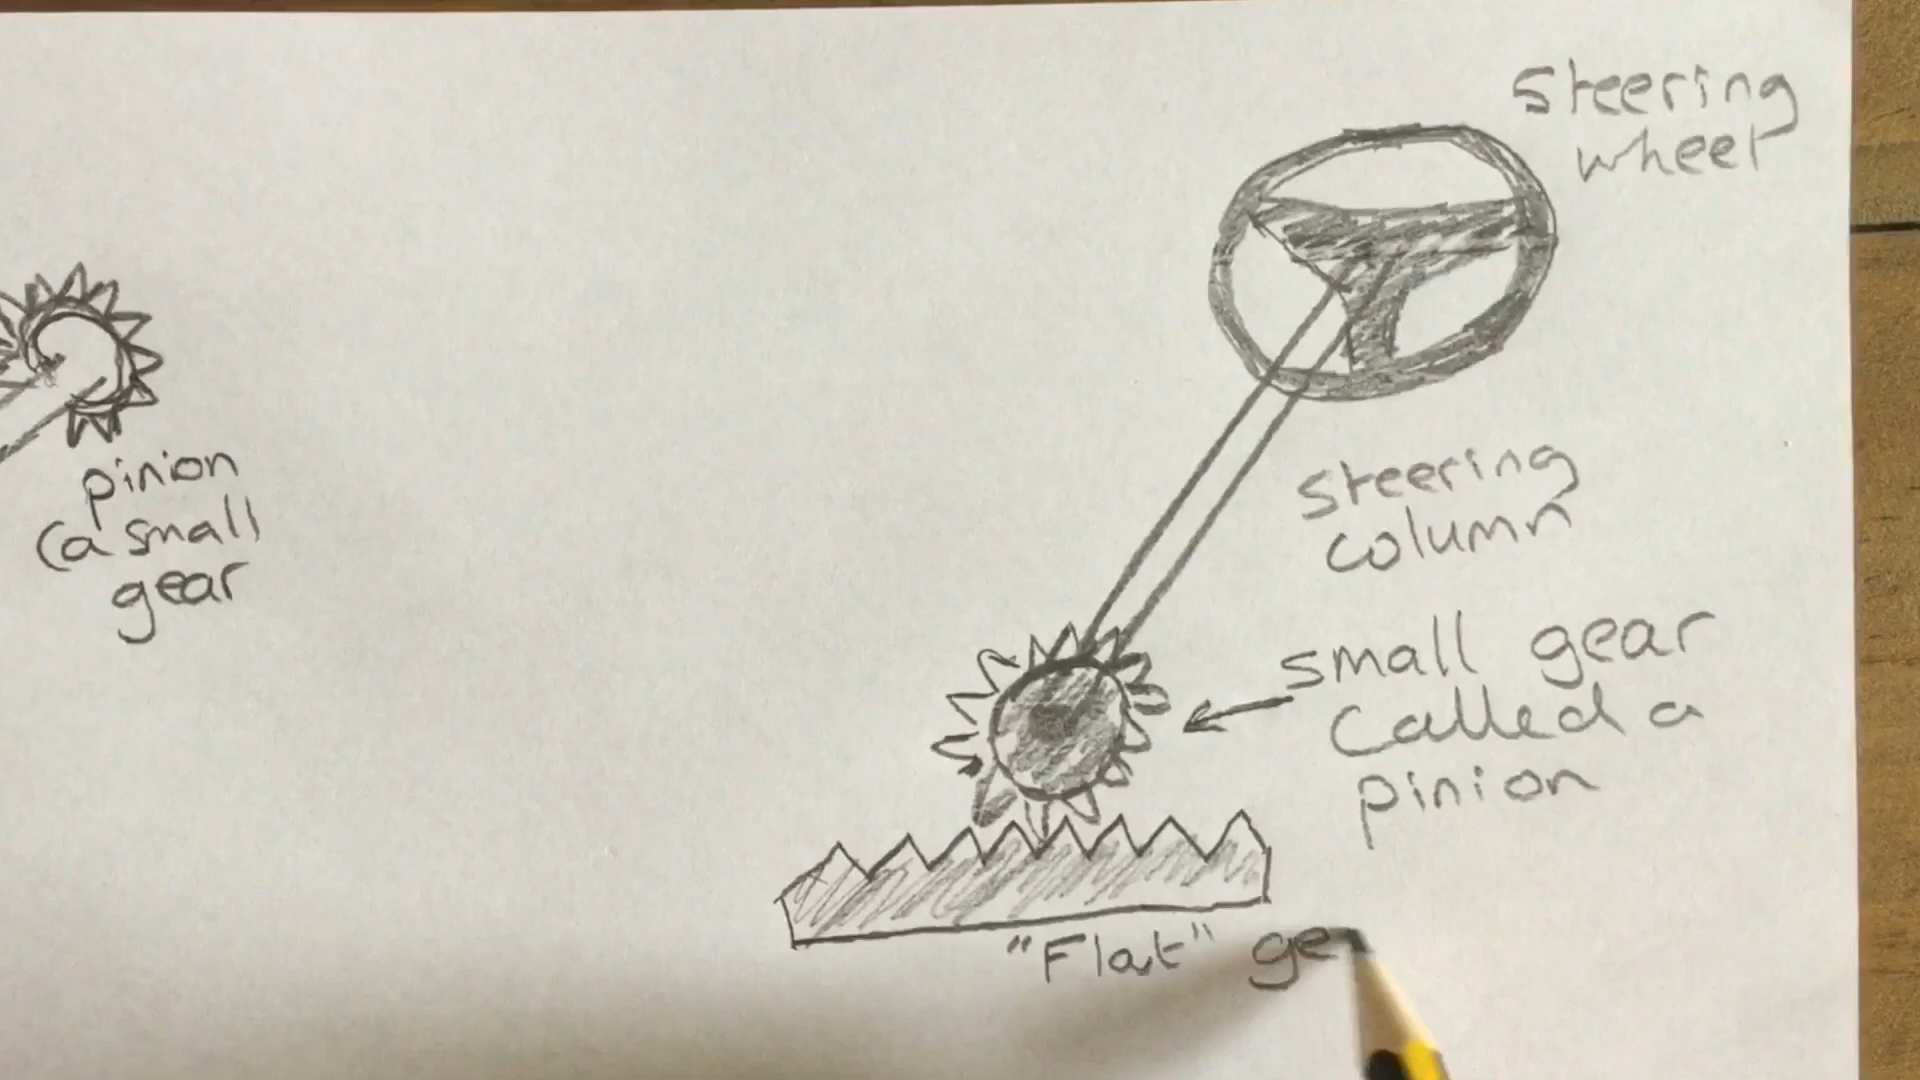 steering
wheel
pinion
(a small
gear
steering
column
small gear
called a
pinion
"Flat" ge